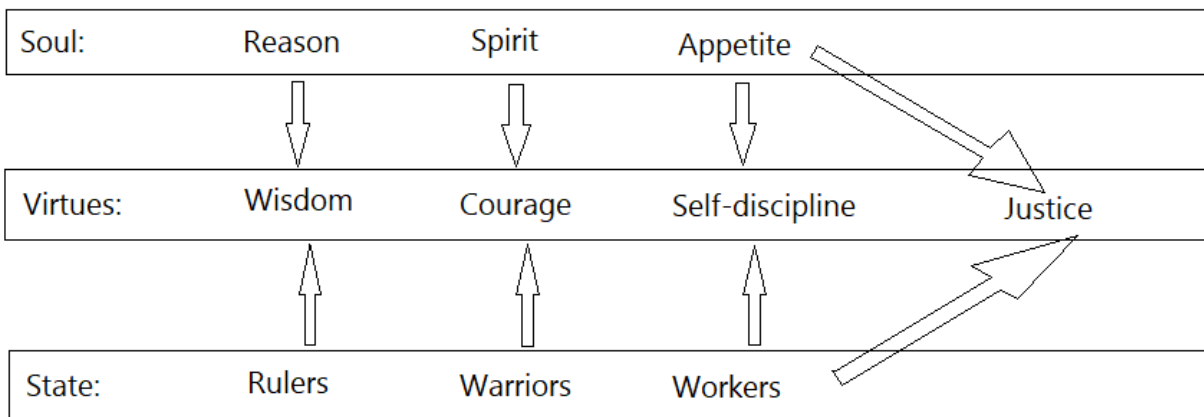 Soul: Reason Spirit Appetite
Virtues: Wisdom Courage Self-discipline Justice
State: Rulers Warriors Workers